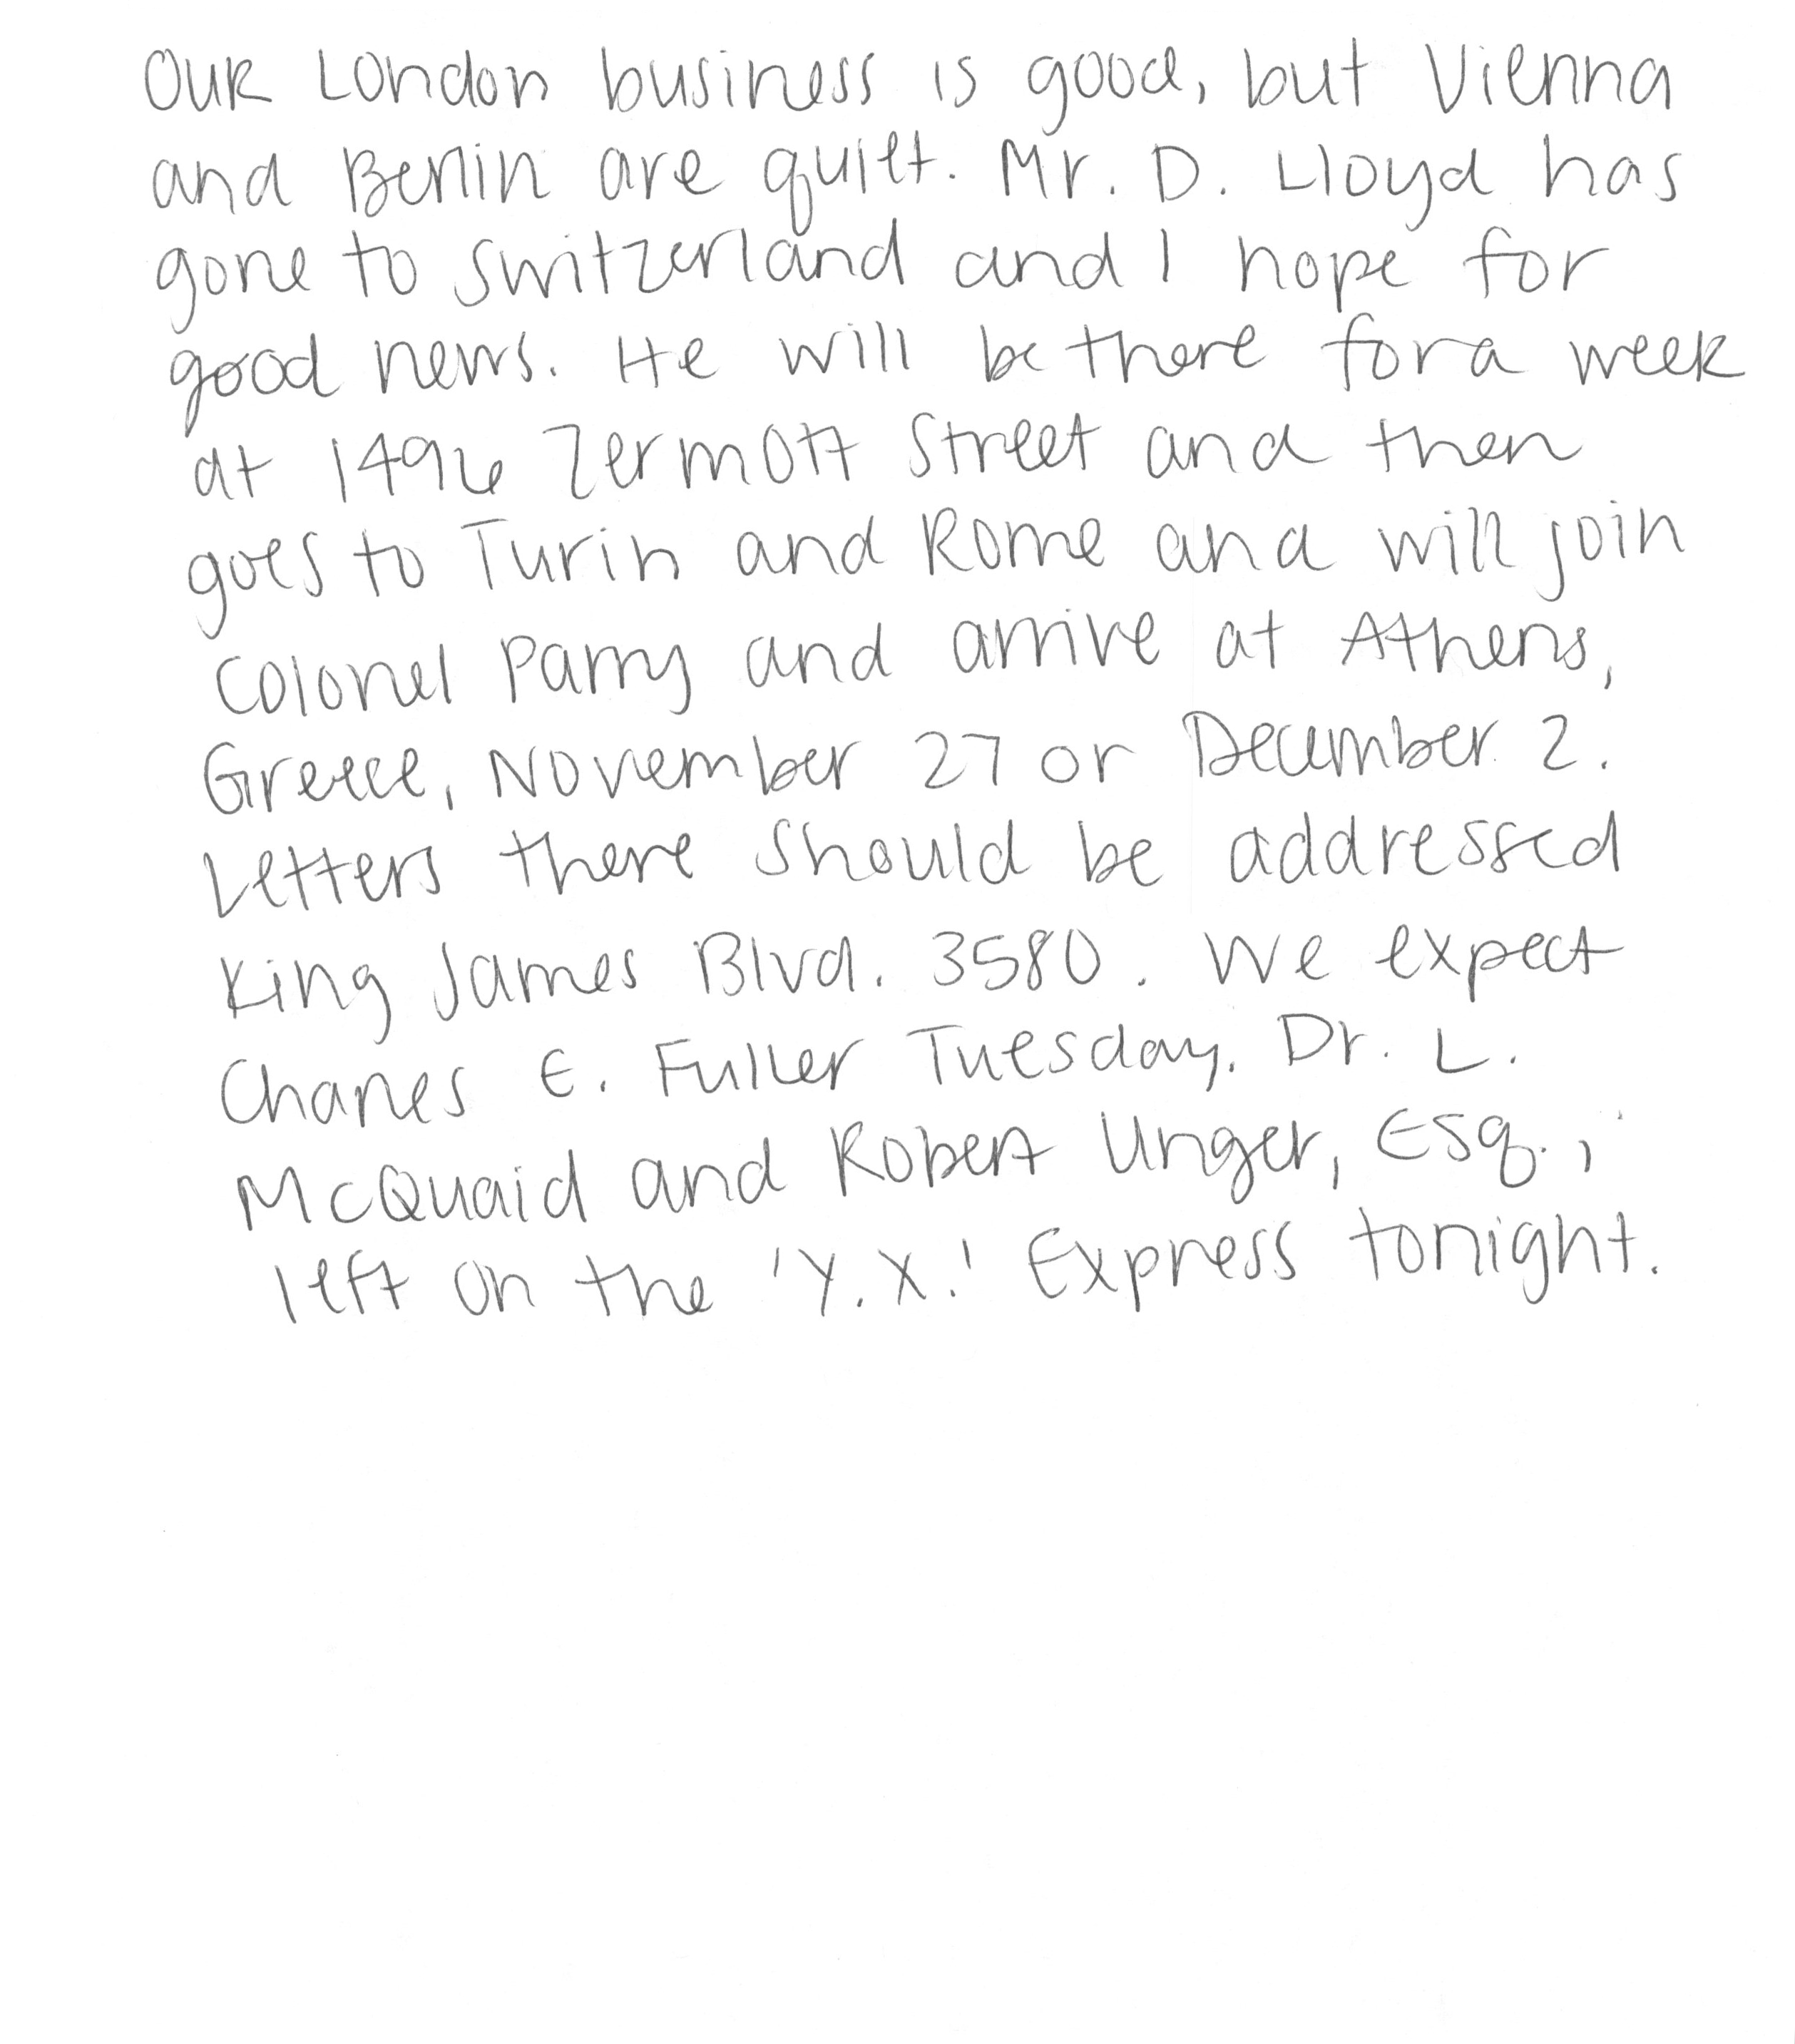 Our London business is good, but Vienna
and Berlin are quiet. Mr. D. Lloyd has
gone to Switzerland and I hope for
good news. He will be there for a week
at 1496 Zermott Street and then
goes to Turin and Rome and will join
Colonel Parry and arrive at Athens,
Greece, November 27 or December 2.
Letters there should be addressed
King James Blvd. 3580. We expect
Charles E. Fuller Tuesday. Dr. L.
McQuaid and Robert Unger, Esq.,
left on the 'Y.X.' Express tonight.